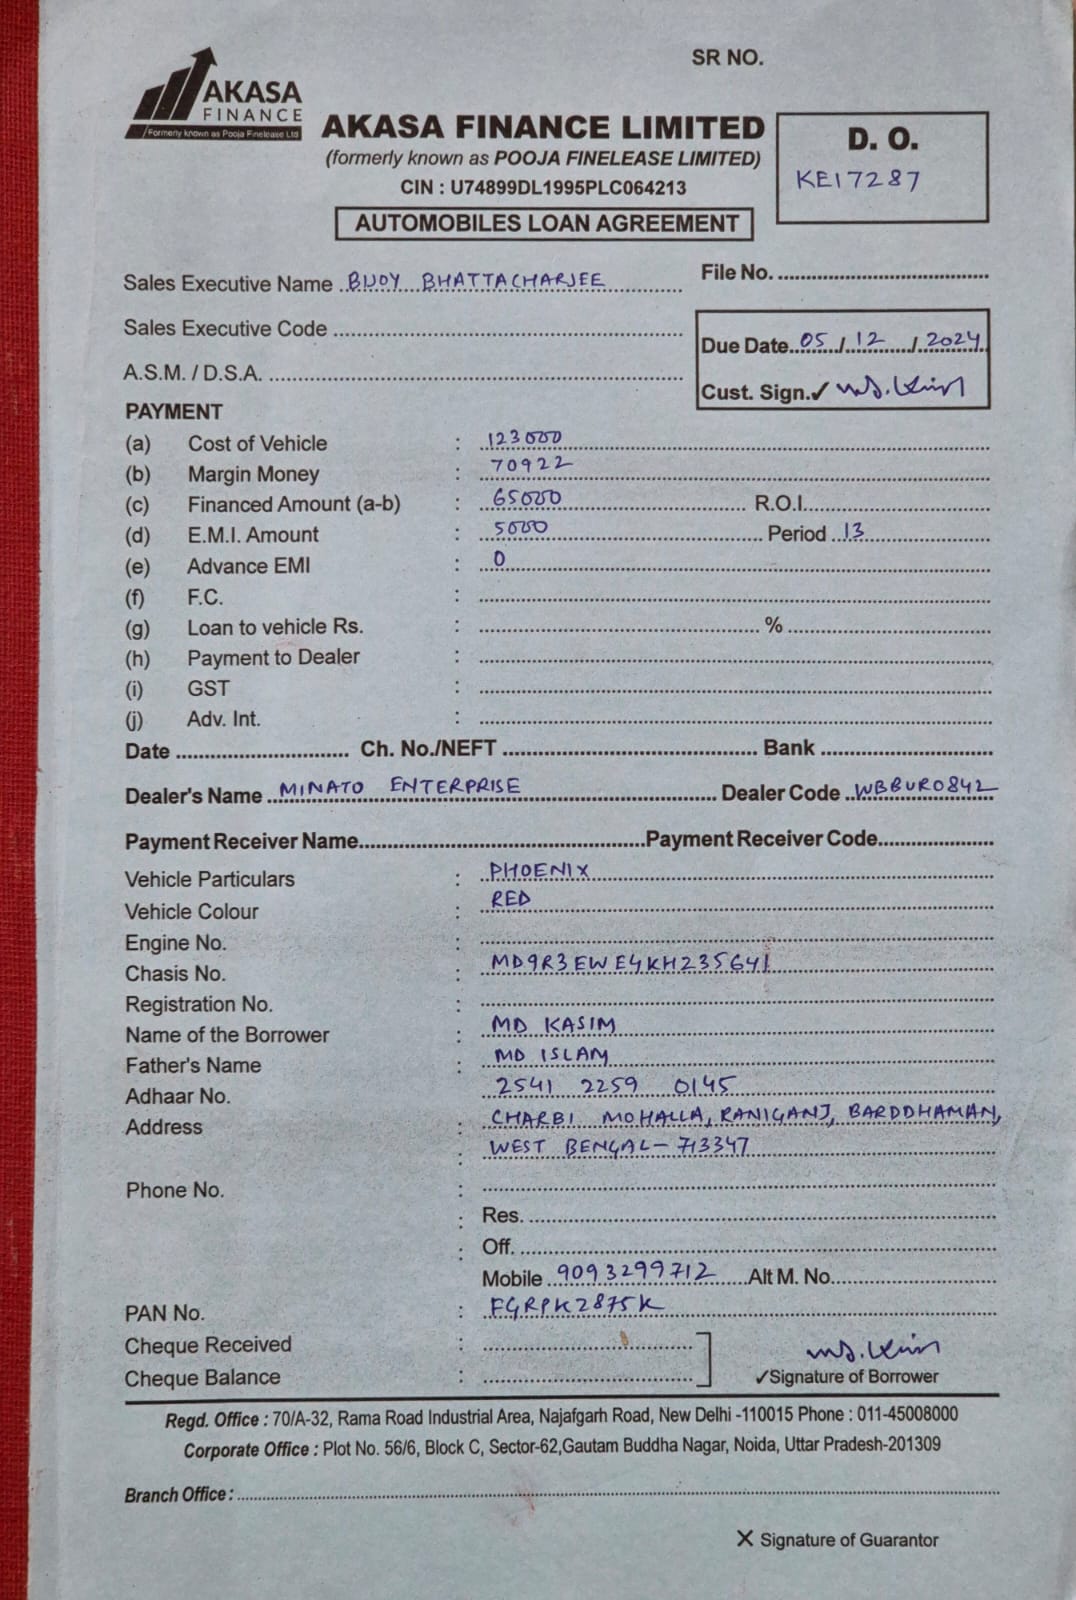 SR NO.
AKASA
FINANCE
Formerly known as Pooja Finelease Ltd
AKASA FINANCE LIMITED
(formerly known as POOJA FINELEASE LIMITED)
CIN : U74899DL1995PLC064213
AUTOMOBILES LOAN AGREEMENT
D. O.
KE17287
Sales Executive Name BIJOY BHATTACHARJEE
File No.
Sales Executive Code
Due Date 05/12/2024
A.S.M. / D.S.A.
Cust. Sign.✓
PAYMENT
(a) Cost of Vehicle : 123000
(b) Margin Money : 70922
(c) Financed Amount (a-b) : 65000 R.O.I.
(d) E.M.I. Amount : 5000 Period 13
(e) Advance EMI : 0
(f) F.C. :
(g) Loan to vehicle Rs. : %
(h) Payment to Dealer :
(i) GST :
(j) Adv. Int. :
Date Ch. No./NEFT Bank
Dealer's Name MINATO ENTERPRISE Dealer Code WBBUR0842
Payment Receiver Name Payment Receiver Code
Vehicle Particulars : PHOENIX
Vehicle Colour : RED
Engine No. :
Chasis No. : MD9R3EWE4KH235641
Registration No. :
Name of the Borrower : MD KASIM
Father's Name : MD ISLAM
Adhaar No. 2541 2259 0145
Address : CHARBI MOHALLA, RANIGANJ, BARDDHAMAN,
: WEST BENGAL – 713347
Phone No. :
: Res.
: Off.
Mobile 9093299712 Alt M. No.
PAN No. : FGRPK2875K
Cheque Received :
Cheque Balance :
✓Signature of Borrower
Regd. Office : 70/A-32, Rama Road Industrial Area, Najafgarh Road, New Delhi -110015 Phone : 011-45008000
Corporate Office : Plot No. 56/6, Block C, Sector-62,Gautam Buddha Nagar, Noida, Uttar Pradesh-201309
Branch Office :
X Signature of Guarantor